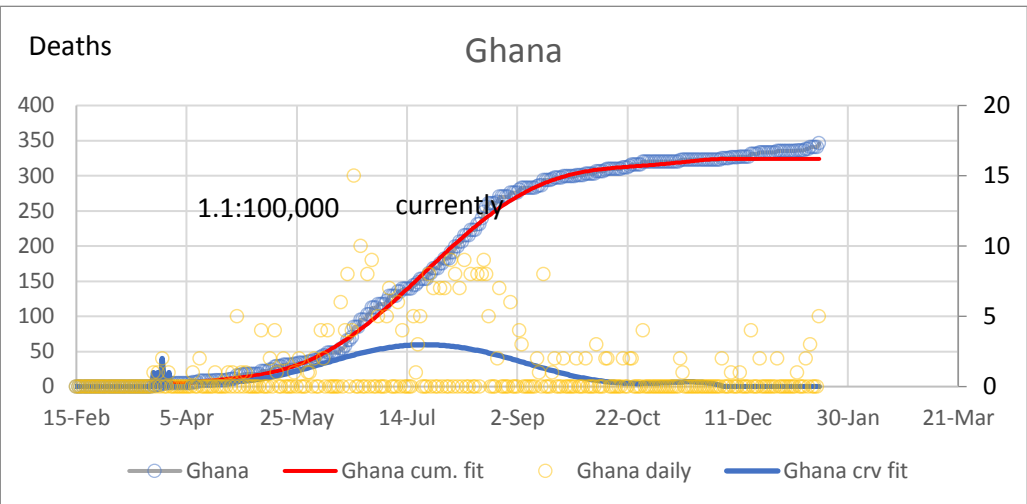 Deaths
Ghana
400 20
350
300 15
1.1:100,000 currently
250
200 10
150
100 5
50
0 0
15-Feb 5-Apr 25-May 14-Jul 2-Sep 22-Oct 11-Dec 30-Jan 21-Mar
Ghana Ghana cum. fit Ghana daily Ghana crv fit